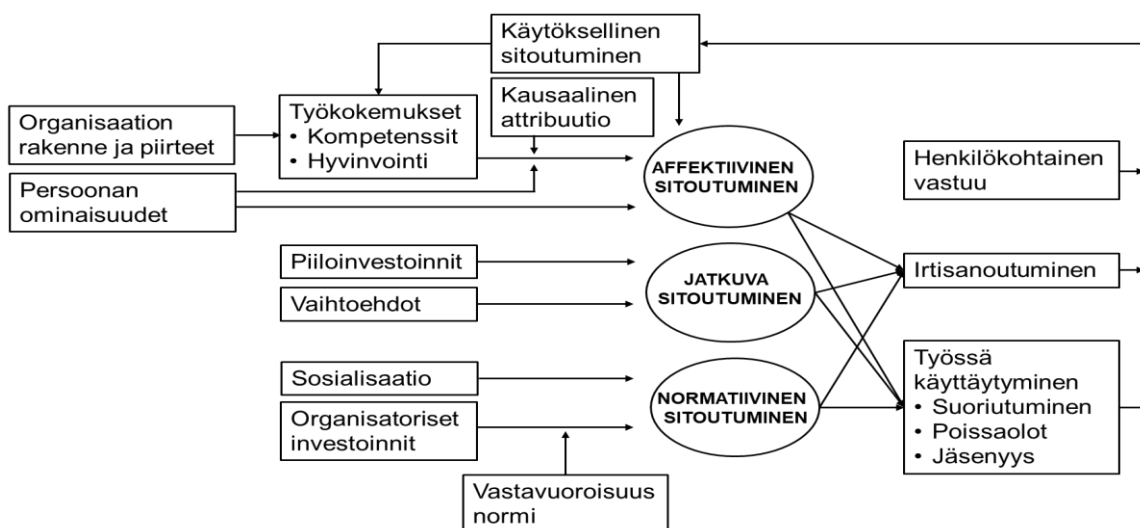 Käytöksellinen
sitoutuminen
Kausaalinen
attribuutio
Organisaation
rakenne ja piirteet
Työkokemukset
• Kompetenssit
• Hyvinvointi
Persoonan
ominaisuudet
AFFEKTIIVINEN
SITOUTUMINEN
Henkilökohtainen
vastuu
Piiloinvestoinnit
Vaihtoehdot
JATKUVA
SITOUTUMINEN
Irtisanoutuminen
Sosialisaatio
Organisatoriset
investoinnit
NORMATIIVINEN
SITOUTUMINEN
Työssä
käyttäytyminen
• Suoriutuminen
• Poissaolot
• Jäsenyys
Vastavuoroisuus
normi